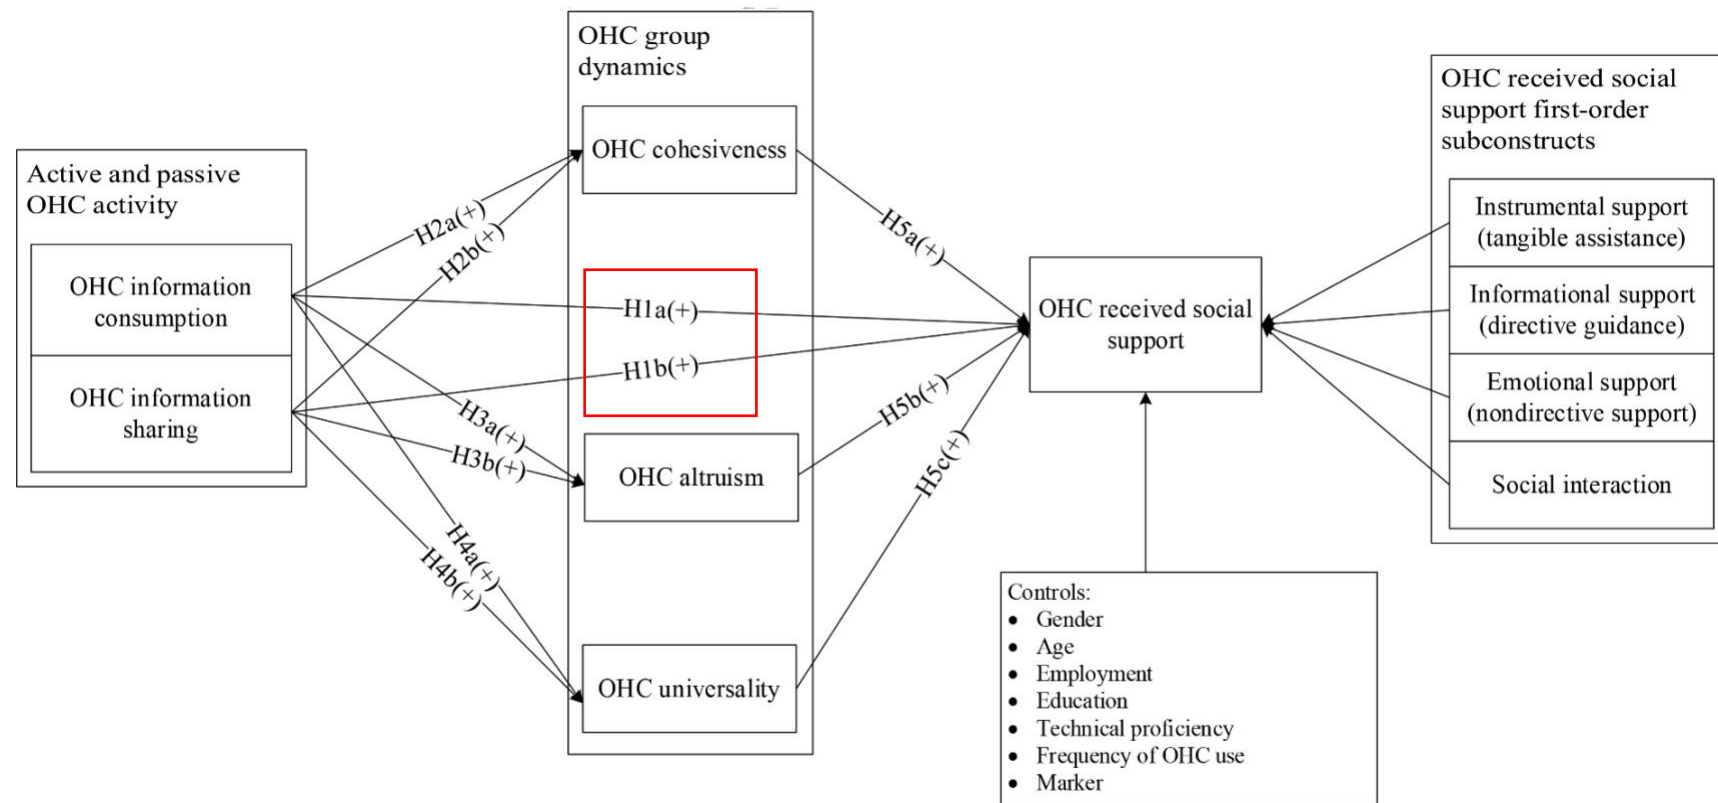 Active and passive
OHC activity
OHC information
consumption
OHC information
sharing
H2a(+)
H2b(+)
H1a(+)
H1b(+)
H3a(+)
H3b(+)
H4a(+)
H4b(+)
OHC group
dynamics
OHC cohesiveness
OHC altruism
OHC universality
H5a(+)
H5b(+)
H5c(+)
OHC received social
support
Controls:
• Gender
• Age
• Employment
• Education
• Technical proficiency
• Frequency of OHC use
• Marker
OHC received social
support first-order
subconstructs
Instrumental support
(tangible assistance)
Informational support
(directive guidance)
Emotional support
(nondirective support)
Social interaction